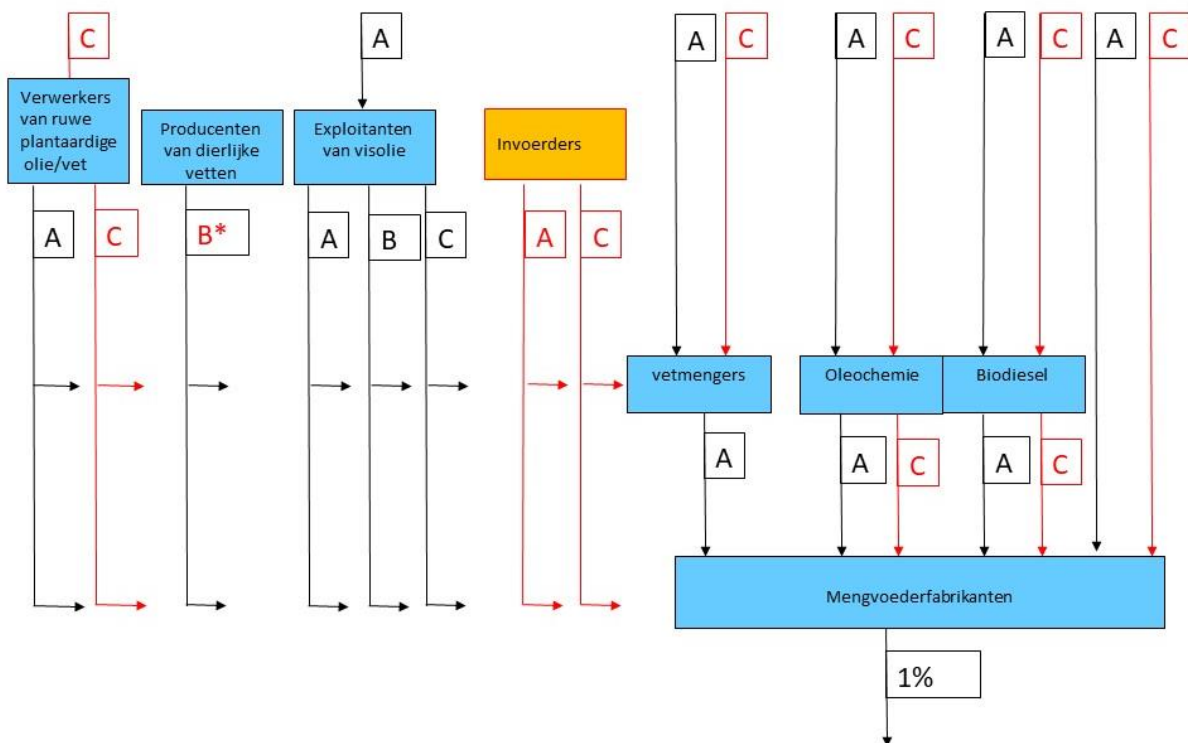 C
A
A
C
A
C
A
C
A
C
Verwerkers
van ruwe
plantaardige
olie/vet
Producenten
van dierlijke
vetten
Exploitanten
van visolie
Invoerders
A
C
B*
A
B
C
A
C
vetmengers
Oleochemie
Biodiesel
A
A
C
A
C
Mengvoederfabrikanten
1%